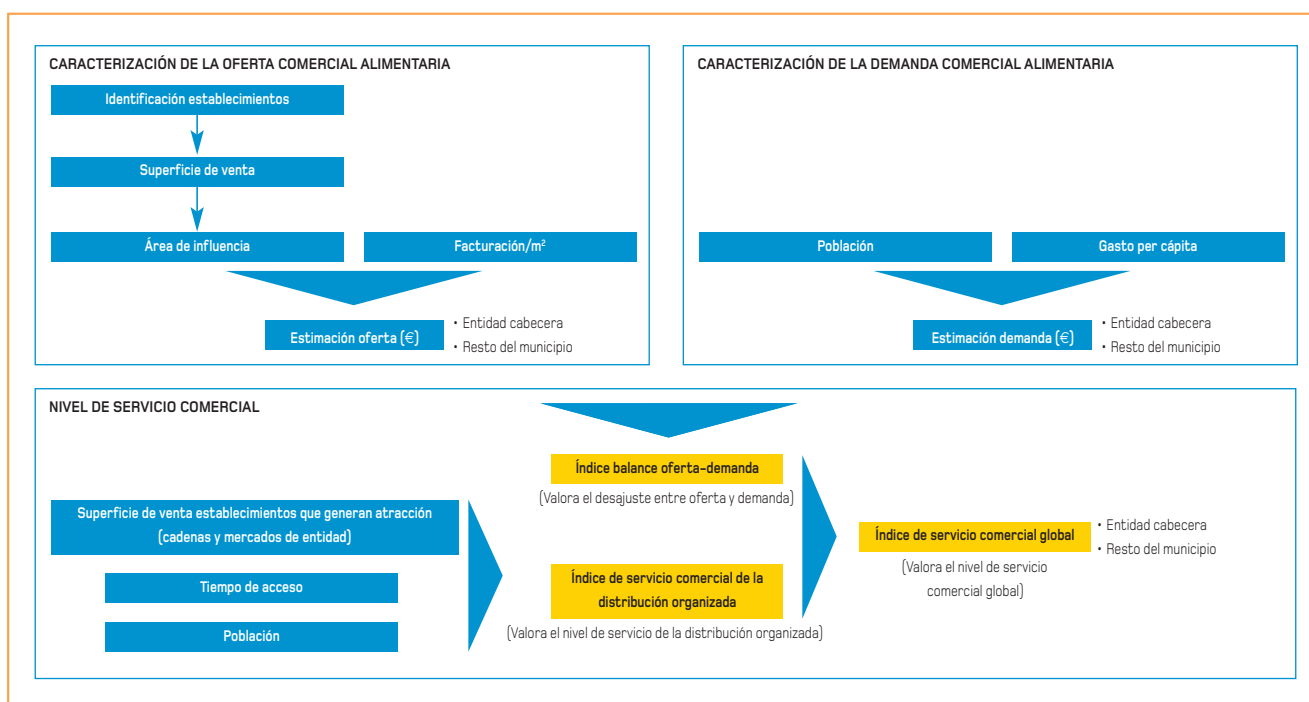 CARACTERIZACIÓN DE LA OFERTA COMERCIAL ALIMENTARIA
Identificación establecimientos
Superficie de venta
Área de influencia
Facturación/m²
Estimación oferta (€)
• Entidad cabecera
• Resto del municipio
CARACTERIZACIÓN DE LA DEMANDA COMERCIAL ALIMENTARIA
Población
Gasto per cápita
Estimación demanda (€)
• Entidad cabecera
• Resto del municipio
NIVEL DE SERVICIO COMERCIAL
Superficie de venta establecimientos que generan atracción
(cadenas y mercados de entidad)
Tiempo de acceso
Población
Índice balance oferta-demanda
(Valora el desajuste entre oferta y demanda)
Índice de servicio comercial de la
distribución organizada
(Valora el nivel de servicio de la distribución organizada)
Índice de servicio comercial global
(Valora el nivel de servicio
comercial global)
• Entidad cabecera
• Resto del municipio